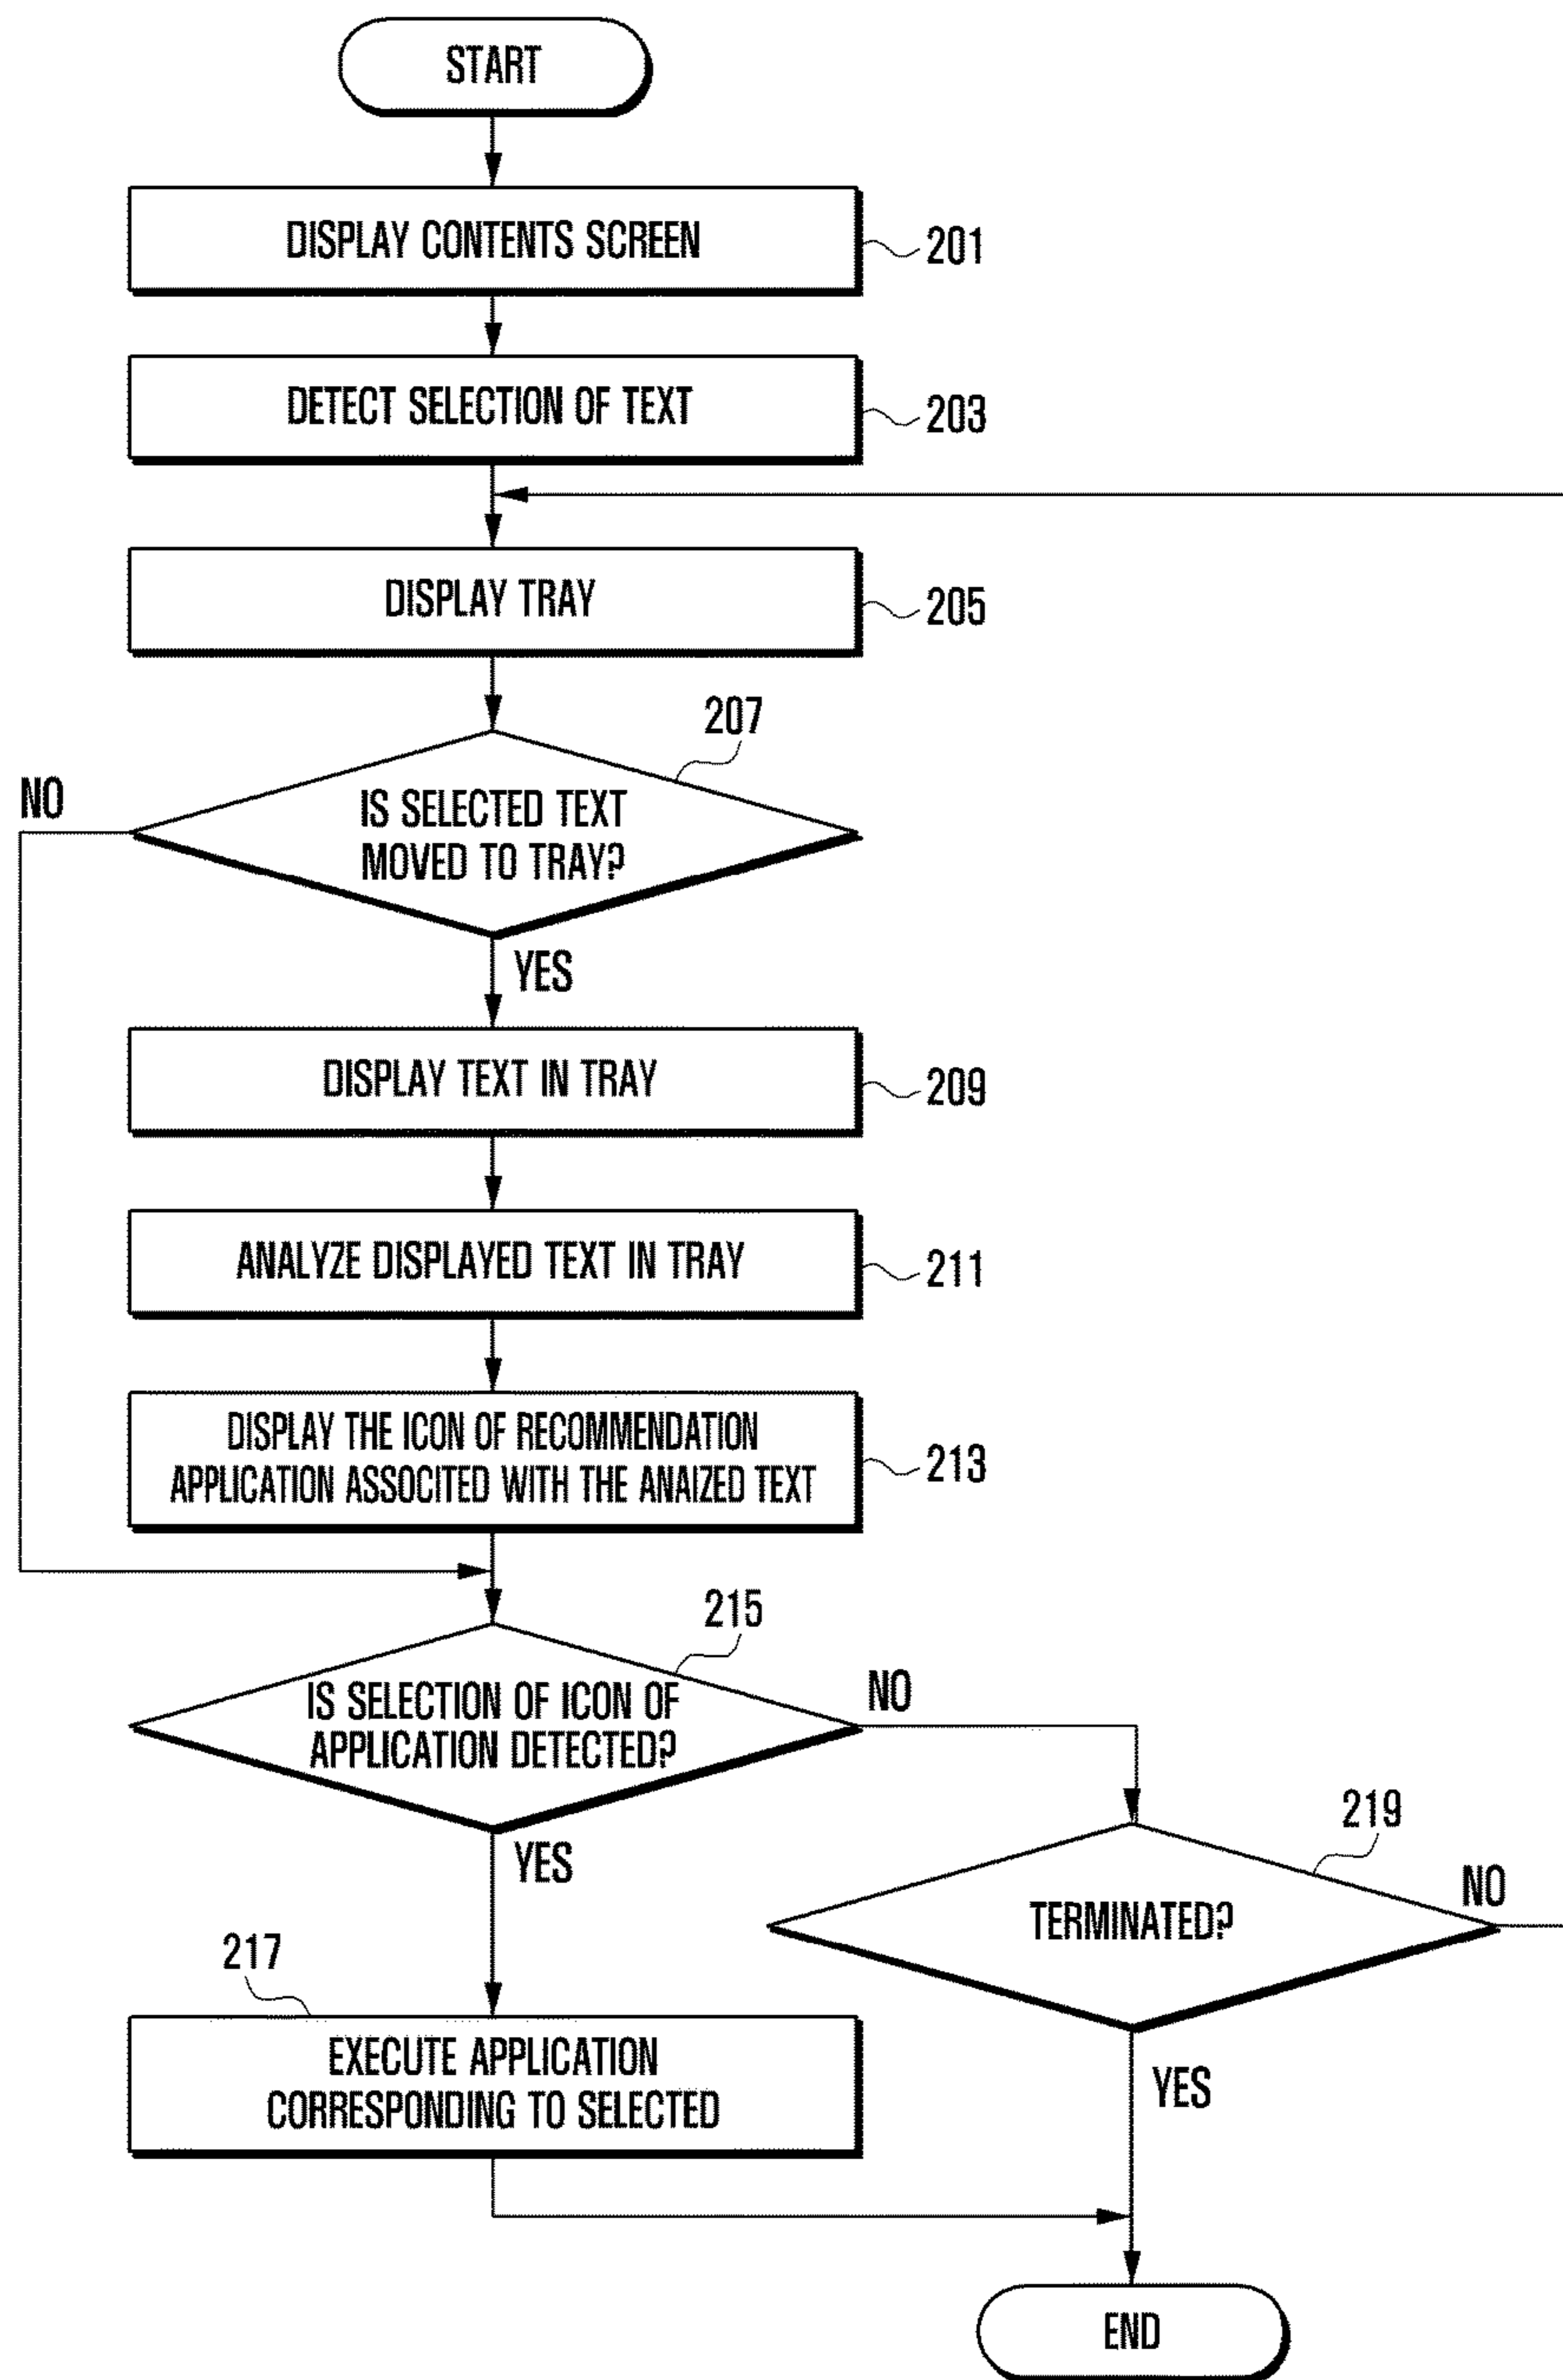 START
DISPLAY CONTENTS SCREEN
201
DETECT SELECTION OF TEXT
203
DISPLAY TRAY
205
207
NO
IS SELECTED TEXT
MOVED TO TRAY?
YES
DISPLAY TEXT IN TRAY
209
ANALYZE DISPLAYED TEXT IN TRAY
211
DISPLAY THE ICON OF RECOMMENDATION
APPLICATION ASSOCITED WITH THE ANAIZED TEXT
213
215
IS SELECTION OF ICON OF
APPLICATION DETECTED?
NO
YES
219
TERMINATED?
NO
217
EXECUTE APPLICATION
CORRESPONDING TO SELECTED
YES
END